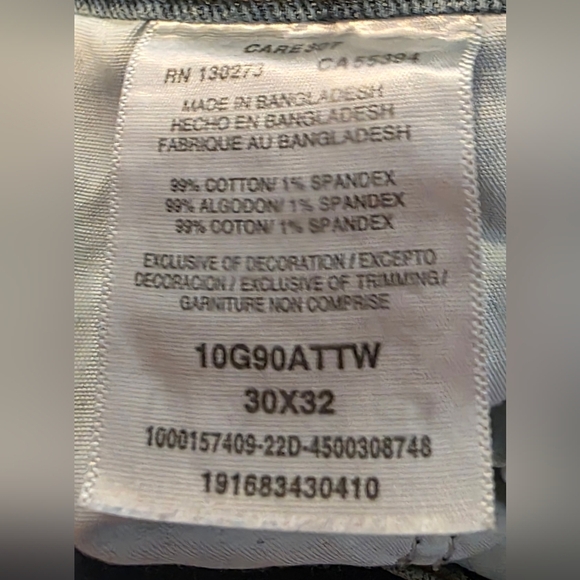 CARE307
RN 130273 CA 55394
MADE IN BANGLADESH
HECHO EN BANGLADESH
FABRIQUE AU BANGLADESH
99% COTTON/ 1% SPANDEX
99% ALGODON/ 1% SPANDEX
99% COTON/ 1% SPANDEX
EXCLUSIVE OF DECORATION / EXCEPTO
DECORACION / EXCLUSIVE OF TRIMMING /
GARNITURE NON COMPRISE
10G90ATTW
30X32
1000157409-22D-4500308748
191683430410